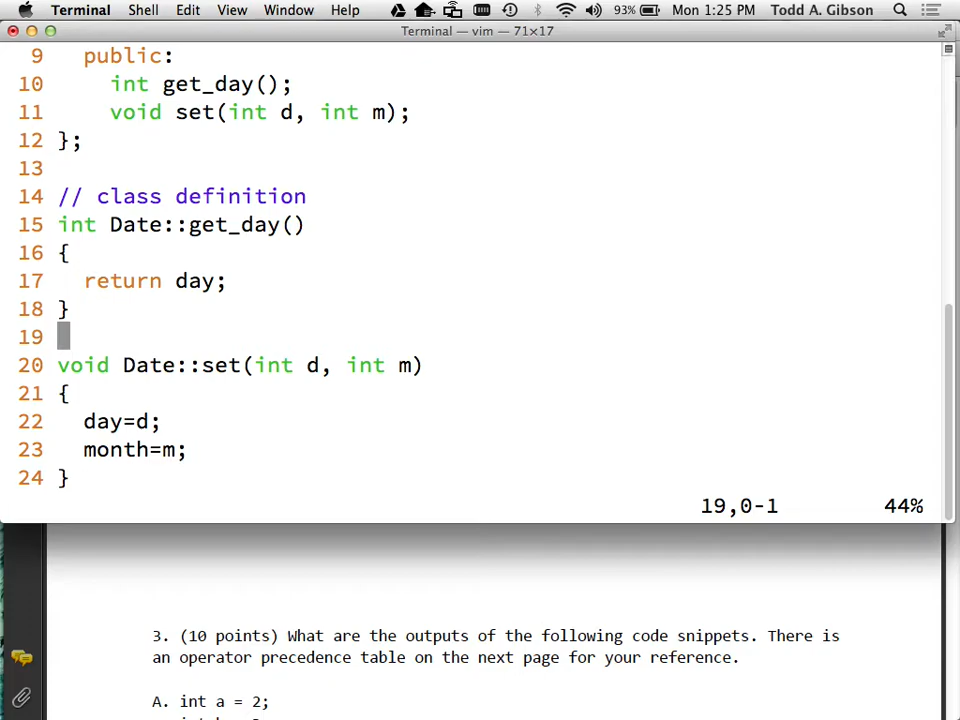 Terminal Shell Edit View Window Help 93% Mon 1:25 PM Todd A. Gibson
Terminal — vim — 71×17
9 public:
10 int get_day();
11 void set(int d, int m);
12 };
13
14 // class definition
15 int Date::get_day()
16 {
17 return day;
18 }
19
20 void Date::set(int d, int m)
21 {
22 day=d;
23 month=m;
24 }
19,0-1 44%
3. (10 points) What are the outputs of the following code snippets. There is
an operator precedence table on the next page for your reference.
A. int a = 2;